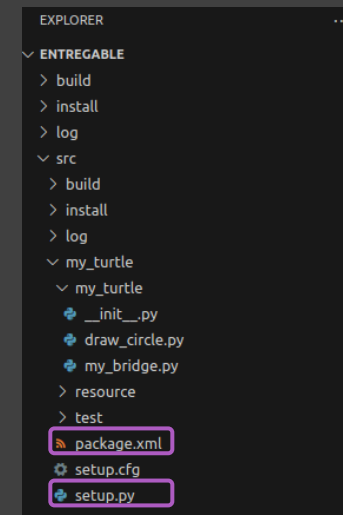 EXPLORER
ENTREGABLE
build
install
log
src
build
install
log
my_turtle
my_turtle
__init__.py
draw_circle.py
my_bridge.py
resource
test
package.xml
setup.cfg
setup.py